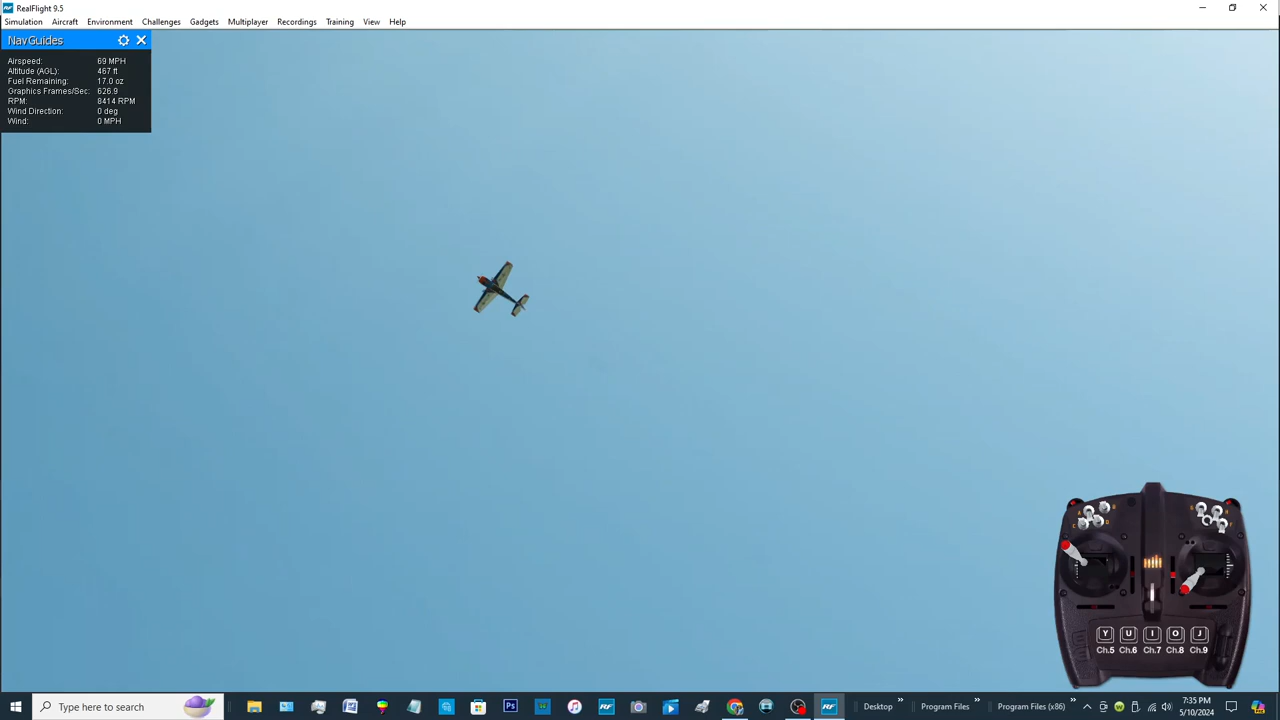 RealFlight 9.5
Simulation Aircraft Environment Challenges Gadgets Multiplayer Recordings Training View Help
NavGuides
Airspeed: 69 MPH
Altitude (AGL): 467 ft
Fuel Remaining: 17.0 oz
Graphics Frames/Sec: 626.9
RPM: 8414 RPM
Wind Direction: 0 deg
Wind: 0 MPH
Y U I O J
Ch.5 Ch.6 Ch.7 Ch.8 Ch.9
Type here to search
Desktop Program Files Program Files (x86)
7:35 PM
5/10/2024